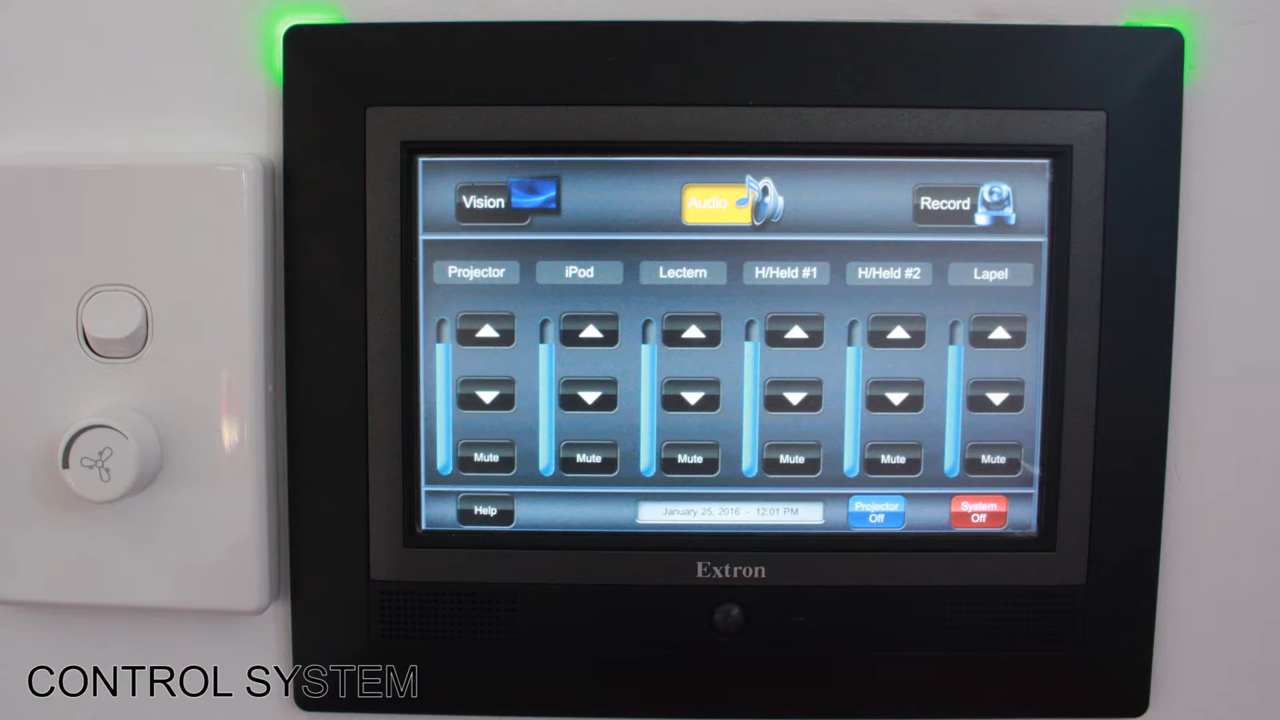 Vision
Audio
Record
Projector
iPod
Lectern
H/Held #1
H/Held #2
Lapel
Mute
Mute
Mute
Mute
Mute
Mute
Help
January 25, 2016 - 12:01 PM
Projector
Off
System
Off
Extron
CONTROL SYSTEM